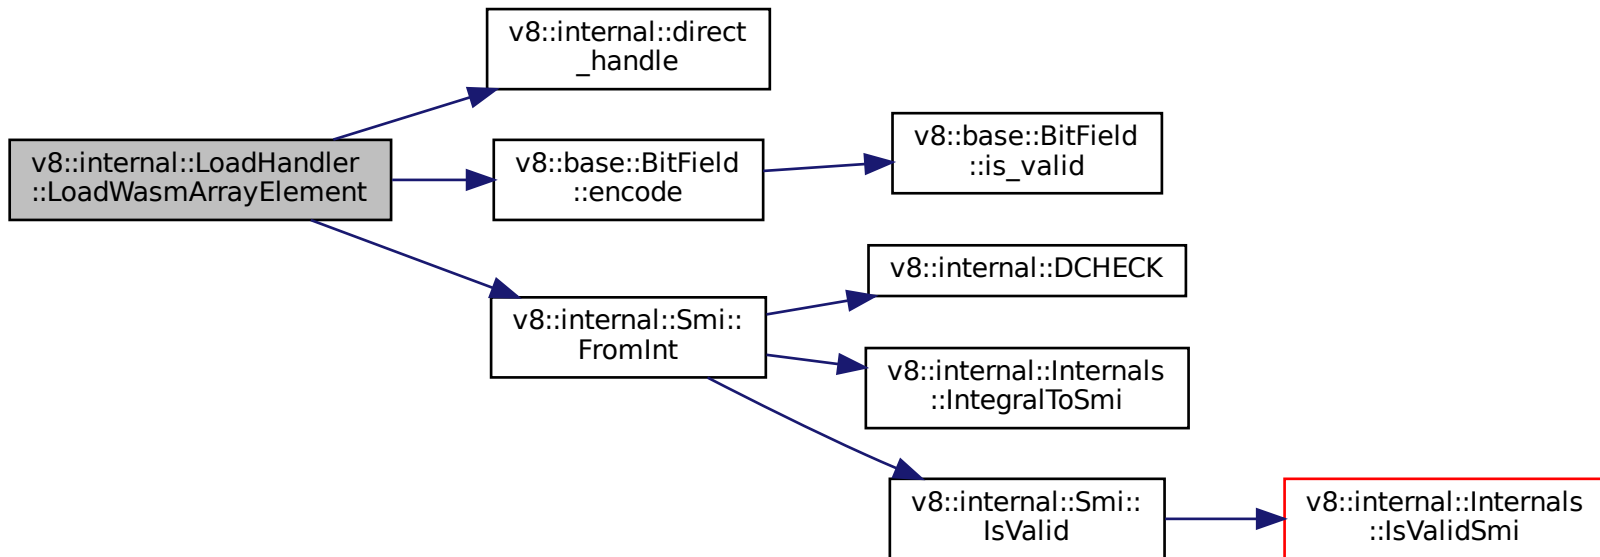 v8::internal::direct
_handle
v8::internal::LoadHandler
::LoadWasmArrayElement
v8::base::BitField
::encode
v8::base::BitField
::is_valid
v8::internal::Smi::
FromInt
v8::internal::DCHECK
v8::internal::Internals
::IntegralToSmi
v8::internal::Smi::
IsValid
v8::internal::Internals
::IsValidSmi